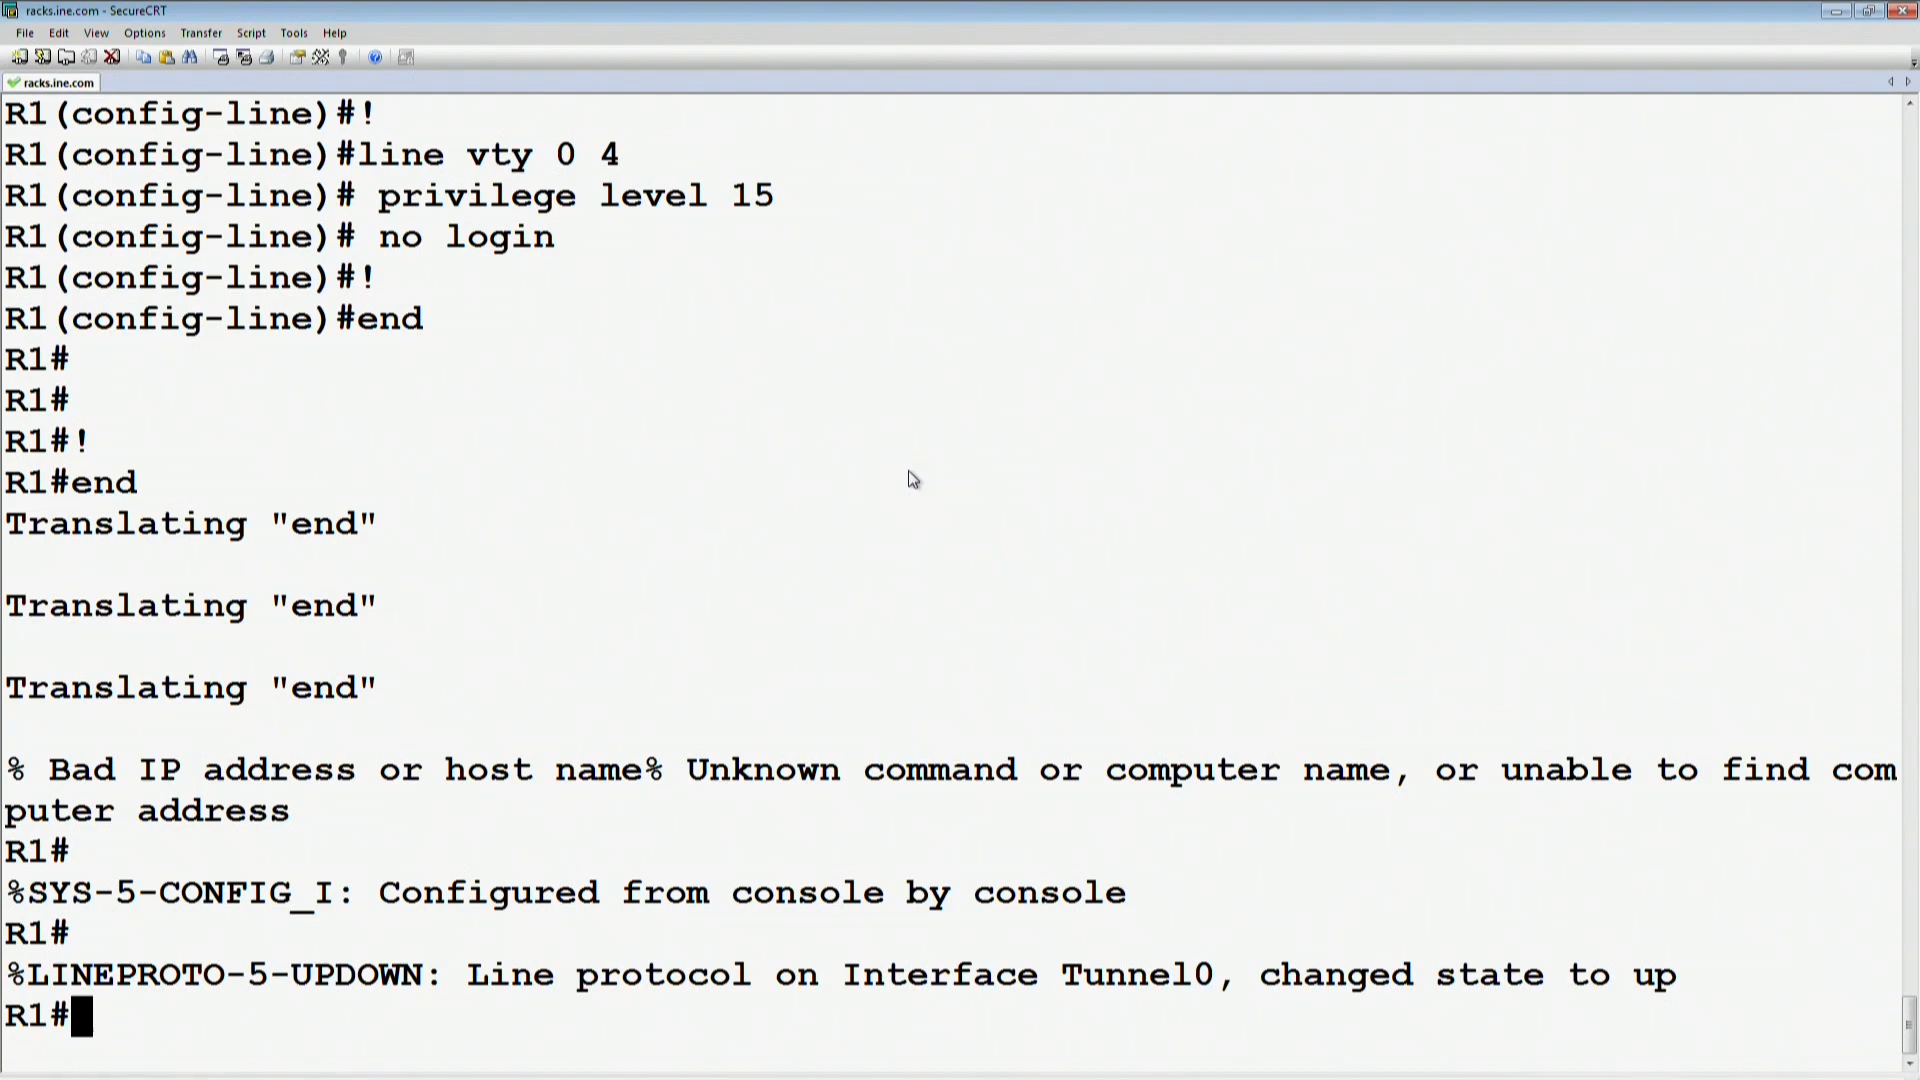 racks.ine.com - SecureCRT
File Edit View Options Transfer Script Tools Help
racks.ine.com
R1(config-line)#!
R1(config-line)#line vty 0 4
R1(config-line)# privilege level 15
R1(config-line)# no login
R1(config-line)#!
R1(config-line)#end
R1#
R1#
R1#!
R1#end
Translating "end"
Translating "end"
Translating "end"
% Bad IP address or host name% Unknown command or computer name, or unable to find com
puter address
R1#
%SYS-5-CONFIG_I: Configured from console by console
R1#
%LINEPROTO-5-UPDOWN: Line protocol on Interface Tunnel0, changed state to up
R1#